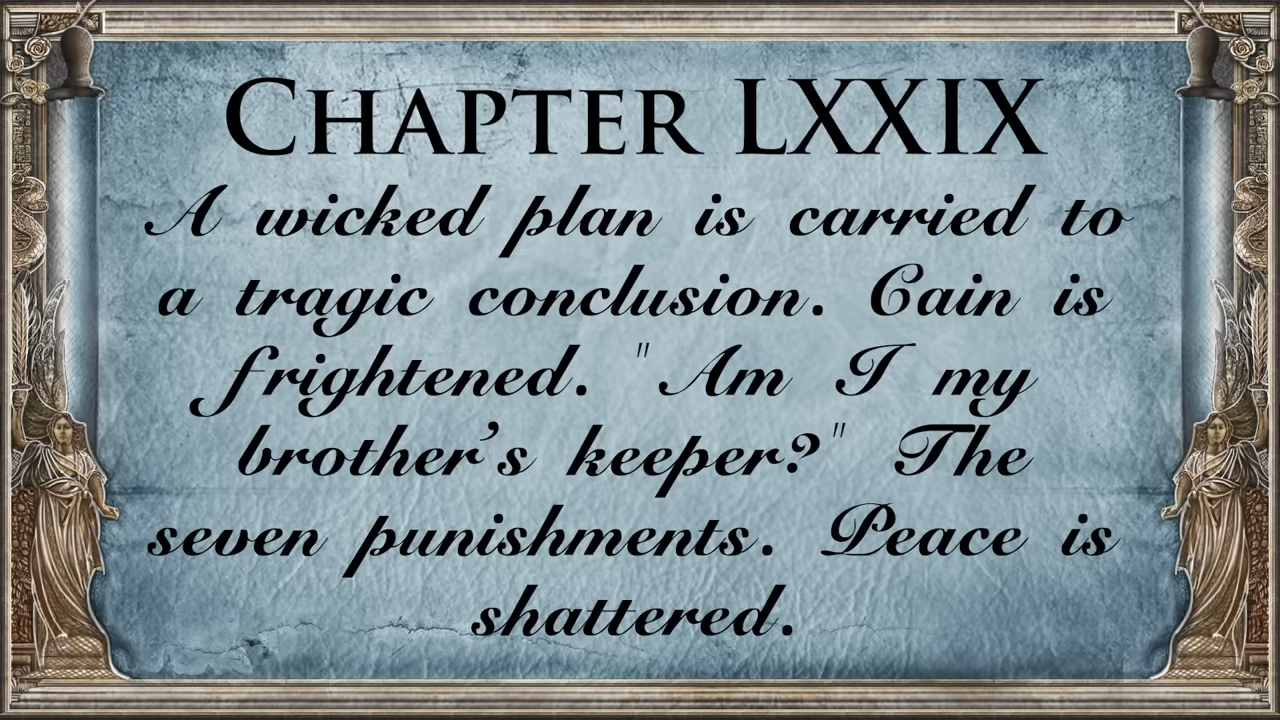 Chapter LXXIX
A wicked plan is carried to
a tragic conclusion. Cain is
frightened. "Am I my
brother's keeper?" The
seven punishments. Peace is
shattered.